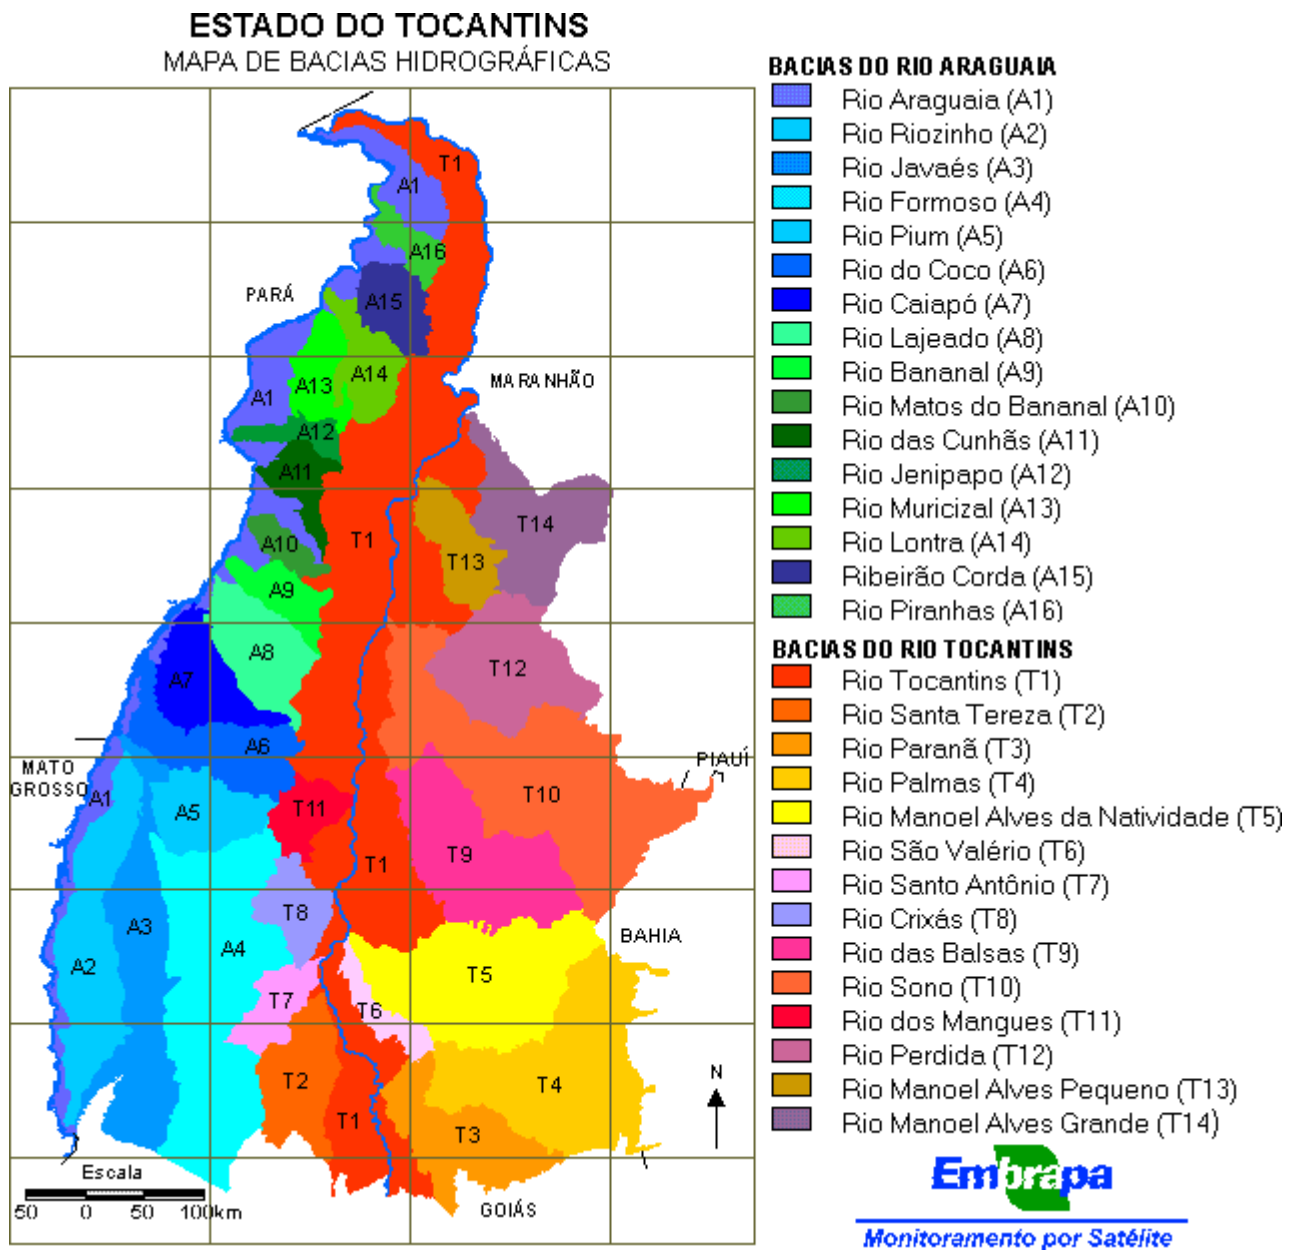 ESTADO DO TOCANTINS
MAPA DE BACIAS HIDROGRÁFICAS
T1
A1
A16
PARÁ
A15
A14
A13
MARANHÃO
A1
A12
A11
T14
T1
A10
T13
A9
A8
T12
A7
A6
MATO
GROSSO
PIAUÍ
A1
T10
A5
T11
T9
T1
T8
A3
A4
BAHIA
A2
T5
T7
T6
N
T2
T4
T1
T3
Escala
50 0 50 100km
GOIÁS
BACIAS DO RIO ARAGUAIA
Rio Araguaia (A1)
Rio Riozinho (A2)
Rio Javaés (A3)
Rio Formoso (A4)
Rio Pium (A5)
Rio do Coco (A6)
Rio Caiapó (A7)
Rio Lajeado (A8)
Rio Bananal (A9)
Rio Matos do Bananal (A10)
Rio das Cunhãs (A11)
Rio Jenipapo (A12)
Rio Muricizal (A13)
Rio Lontra (A14)
Ribeirão Corda (A15)
Rio Piranhas (A16)
BACIAS DO RIO TOCANTINS
Rio Tocantins (T1)
Rio Santa Tereza (T2)
Rio Paranã (T3)
Rio Palmas (T4)
Rio Manoel Alves da Natividade (T5)
Rio São Valério (T6)
Rio Santo Antônio (T7)
Rio Crixás (T8)
Rio das Balsas (T9)
Rio Sono (T10)
Rio dos Mangues (T11)
Rio Perdida (T12)
Rio Manoel Alves Pequeno (T13)
Rio Manoel Alves Grande (T14)
Embrapa
Monitoramento por Satélite